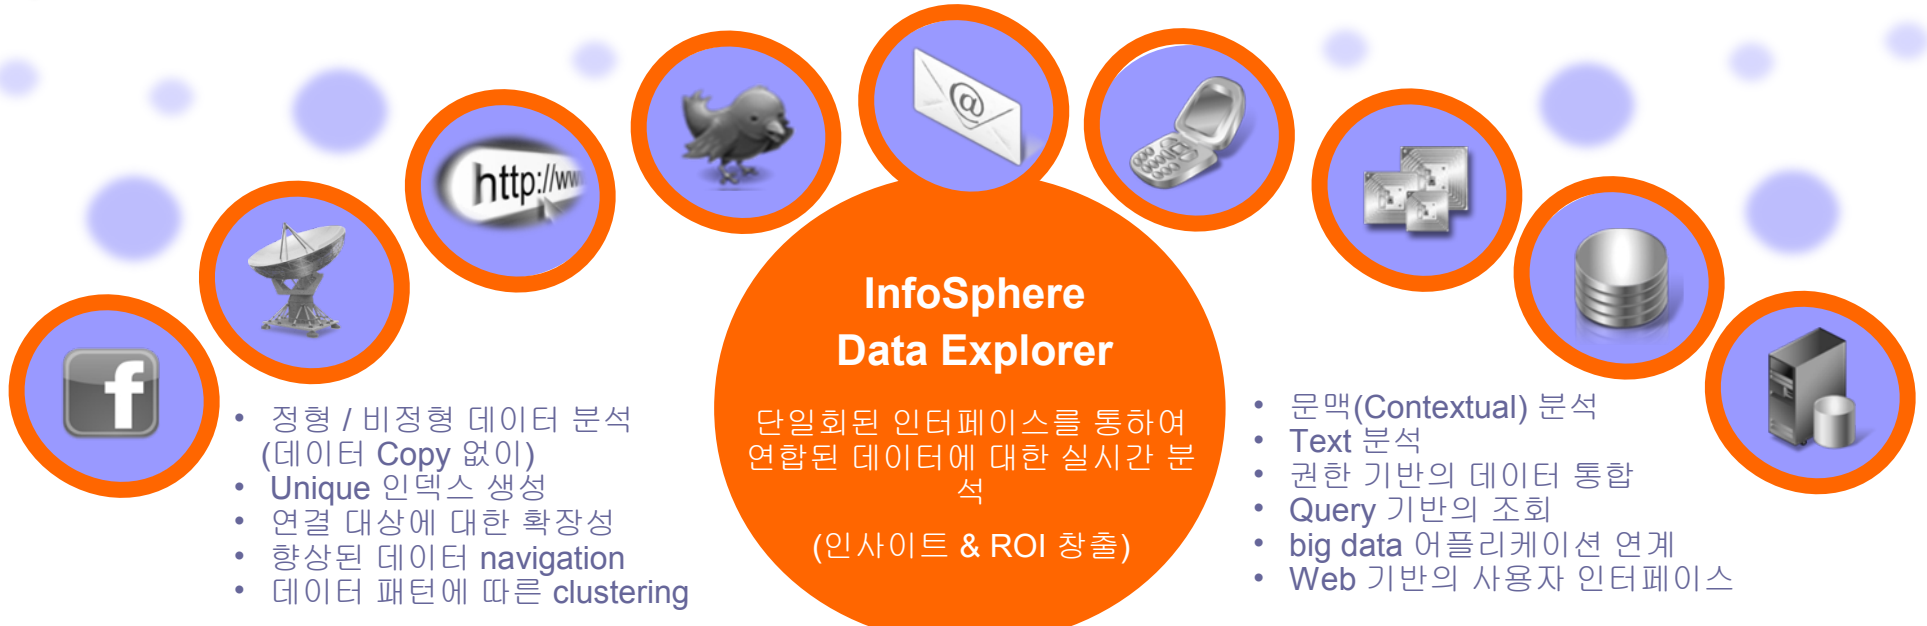 http://www
f
InfoSphere
Data Explorer
단일회된 인터페이스를 통하여
연합된 데이터에 대한 실시간 분
석
(인사이트 & ROI 창출)
• 정형 / 비정형 데이터 분석
(데이터 Copy 없이)
• Unique 인덱스 생성
• 연결 대상에 대한 확장성
• 향상된 데이터 navigation
• 데이터 패턴에 따른 clustering
• 문맥(Contextual) 분석
• Text 분석
• 권한 기반의 데이터 통합
• Query 기반의 조회
• big data 어플리케이션 연계
• Web 기반의 사용자 인터페이스